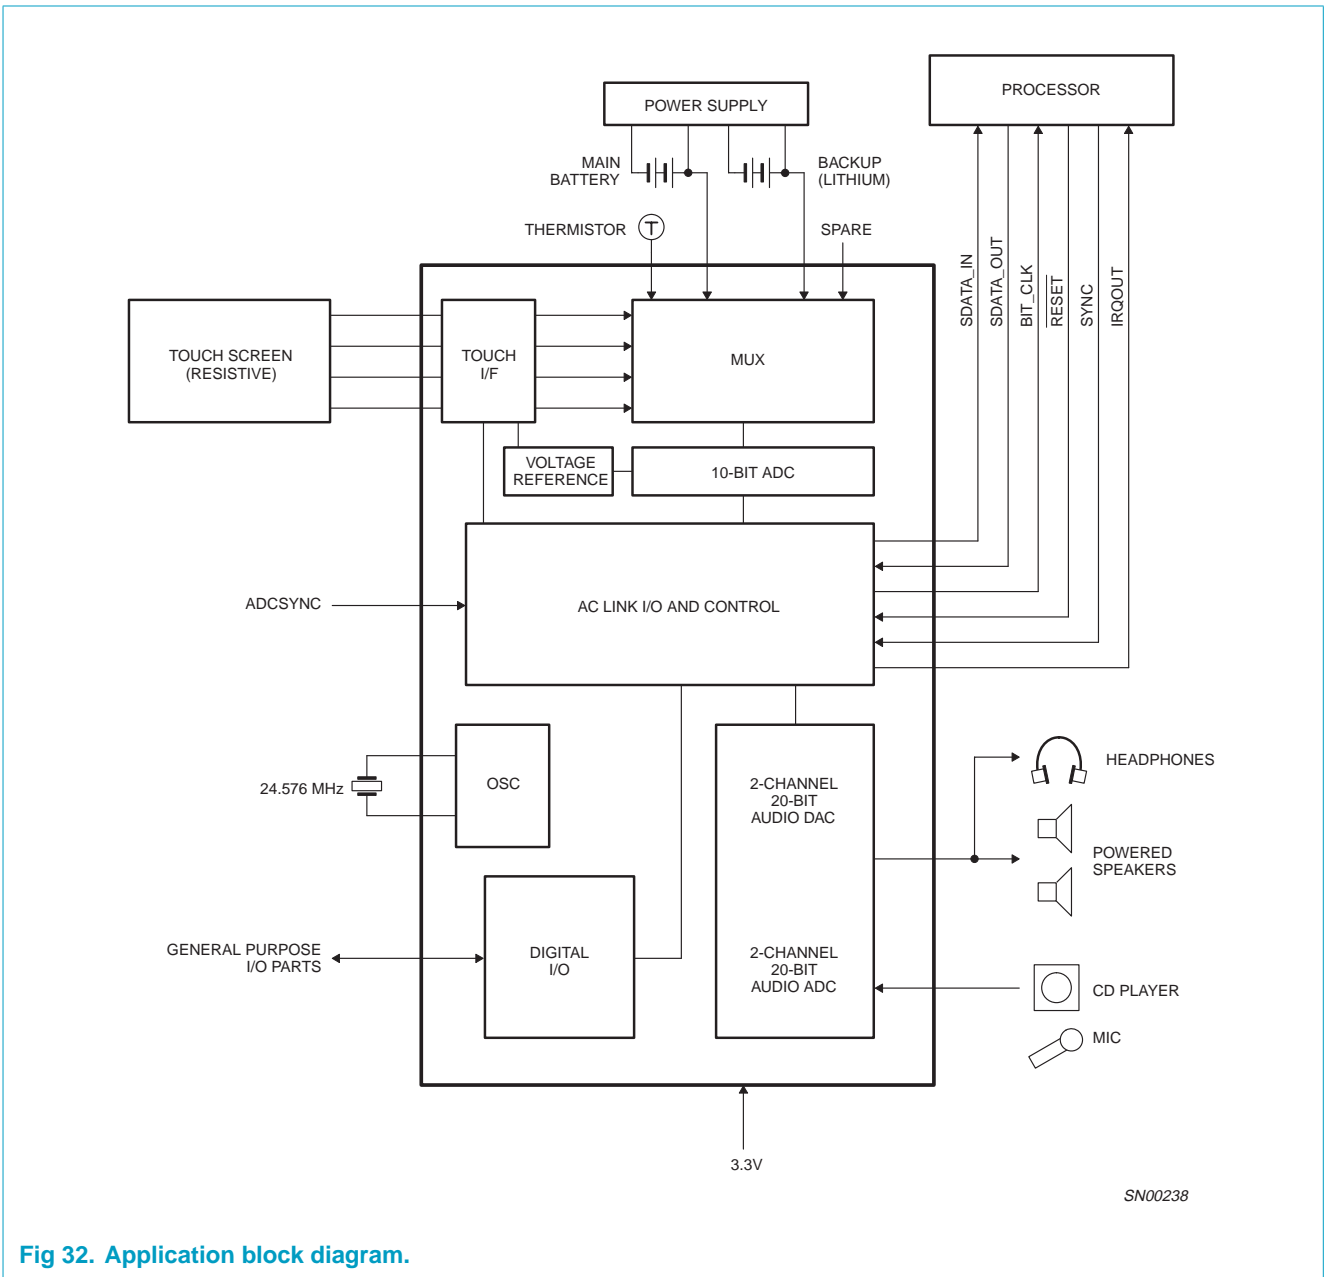 PROCESSOR
POWER SUPPLY
MAIN
BATTERY
BACKUP
(LITHIUM)
THERMISTOR
T
SPARE
SDATA_IN
SDATA_OUT
BIT_CLK
RESET
SYNC
IRQOUT
TOUCH SCREEN
(RESISTIVE)
TOUCH
I/F
MUX
VOLTAGE
REFERENCE
10-BIT ADC
ADCSYNC
AC LINK I/O AND CONTROL
24.576 MHz
OSC
2-CHANNEL
20-BIT
AUDIO DAC
HEADPHONES
POWERED
SPEAKERS
GENERAL PURPOSE
I/O PARTS
DIGITAL
I/O
2-CHANNEL
20-BIT
AUDIO ADC
CD PLAYER
MIC
3.3V
SN00238
Fig 32. Application block diagram.